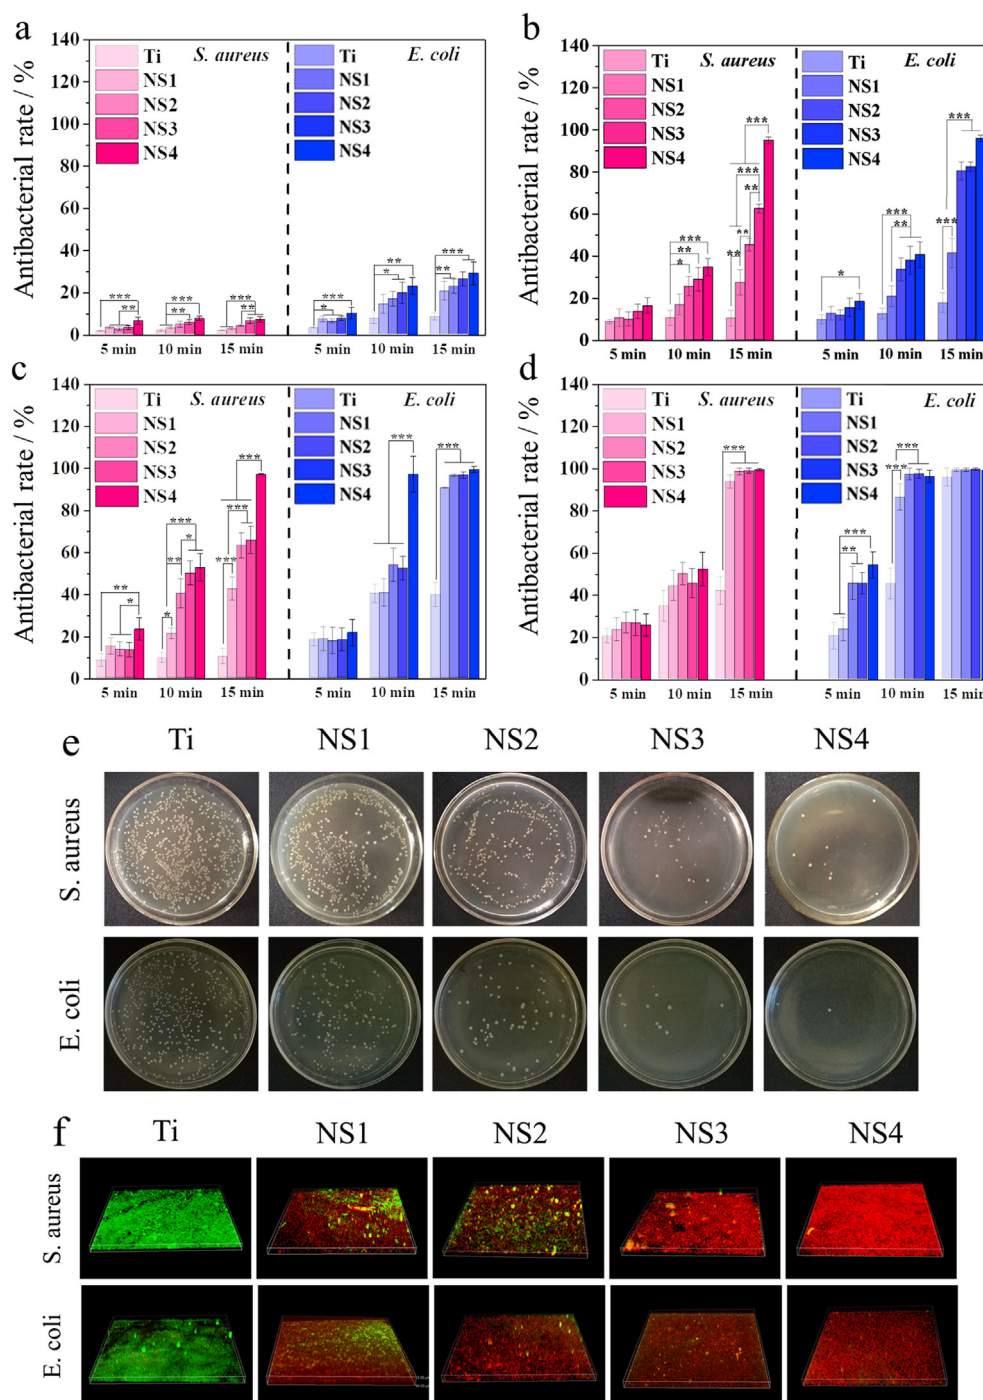 a
Antibacterial rate / %
140
120
100
80
60
40
20
0
Ti
NS1
NS2
NS3
NS4
S. aureus
Ti
NS1
NS2
NS3
NS4
E. coli
***
**
***
**
***
**
***
*
**
*
***
**
5 min
10 min
15 min
5 min
10 min
15 min
b
Antibacterial rate / %
140
120
100
80
60
40
20
0
Ti
NS1
NS2
NS3
NS4
S. aureus
Ti
NS1
NS2
NS3
NS4
E. coli
***
**
*
***
***
**
**
**
*
***
**
***
***
5 min
10 min
15 min
5 min
10 min
15 min
c
Antibacterial rate / %
140
120
100
80
60
40
20
0
Ti
NS1
NS2
NS3
NS4
S. aureus
Ti
NS1
NS2
NS3
NS4
E. coli
**
*
***
*
**
*
***
***
***
***
***
5 min
10 min
15 min
5 min
10 min
15 min
d
Antibacterial rate / %
140
120
100
80
60
40
20
0
Ti
NS1
NS2
NS3
NS4
S. aureus
Ti
NS1
NS2
NS3
NS4
E. coli
***
***
**
***
***
5 min
10 min
15 min
5 min
10 min
15 min
e
Ti NS1 NS2 NS3 NS4
S. aureus
E. coli
f
Ti NS1 NS2 NS3 NS4
S. aureus
E. coli